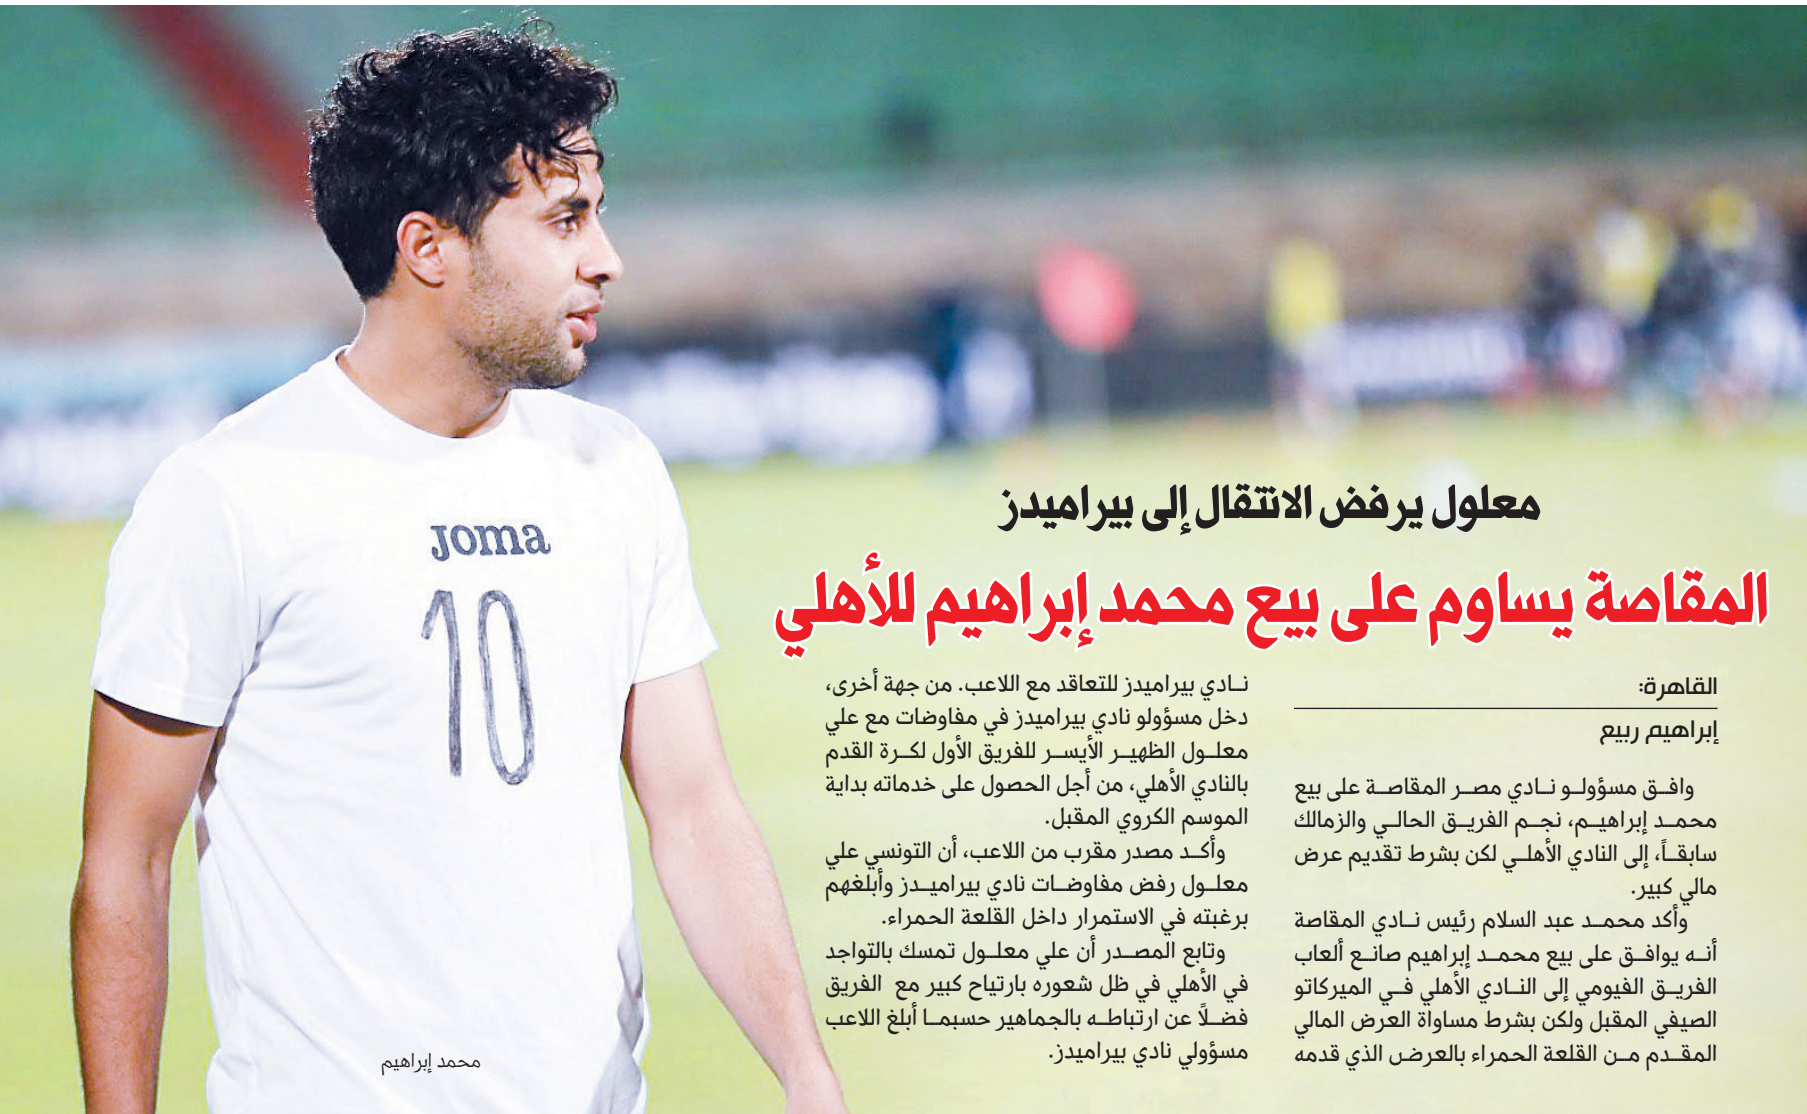 معلول يرفض الانتقال إلى بيراميدز
المقاصة يساوم على بيع محمد إبراهيم للأهلي
القاهرة:
إبراهيم ربيع
وافق مسؤولو نادي مصر المقاصة على بيع
محمد إبراهيم، نجم الفريق الحالي والزمالك
سابقاً، إلى النادي الأهلي لكن بشرط تقديم عرض
مالي كبير.
وأكد محمد عبد السلام رئيس نادي المقاصة
أنه يوافق على بيع محمد إبراهيم صانع ألعاب
الفريق الفيومي إلى النادي الأهلي في الميركاتو
الصيفي المقبل ولكن بشرط مساواة العرض المالي
المقدم من القلعة الحمراء بالعرض الذي قدمه
نادي بيراميدز للتعاقد مع اللاعب. من جهة أخرى،
دخل مسؤولو نادي بيراميدز في مفاوضات مع علي
معلول الظهير الأيسر للفريق الأول لكرة القدم
بالنادي الأهلي، من أجل الحصول على خدماته بداية
الموسم الكروي المقبل.
وأكد مصدر مقرب من اللاعب، أن التونسي علي
معلول رفض مفاوضات نادي بيراميدز وأبلغهم
برغبته في الاستمرار داخل القلعة الحمراء.
وتابع المصدر أن علي معلول تمسك بالتواجد
في الأهلي في ظل شعوره بارتياح كبير مع الفريق
فضلاً عن ارتباطه بالجماهير حسبما أبلغ اللاعب
مسؤولي نادي بيراميدز.
Joma
10
محمد إبراهيم